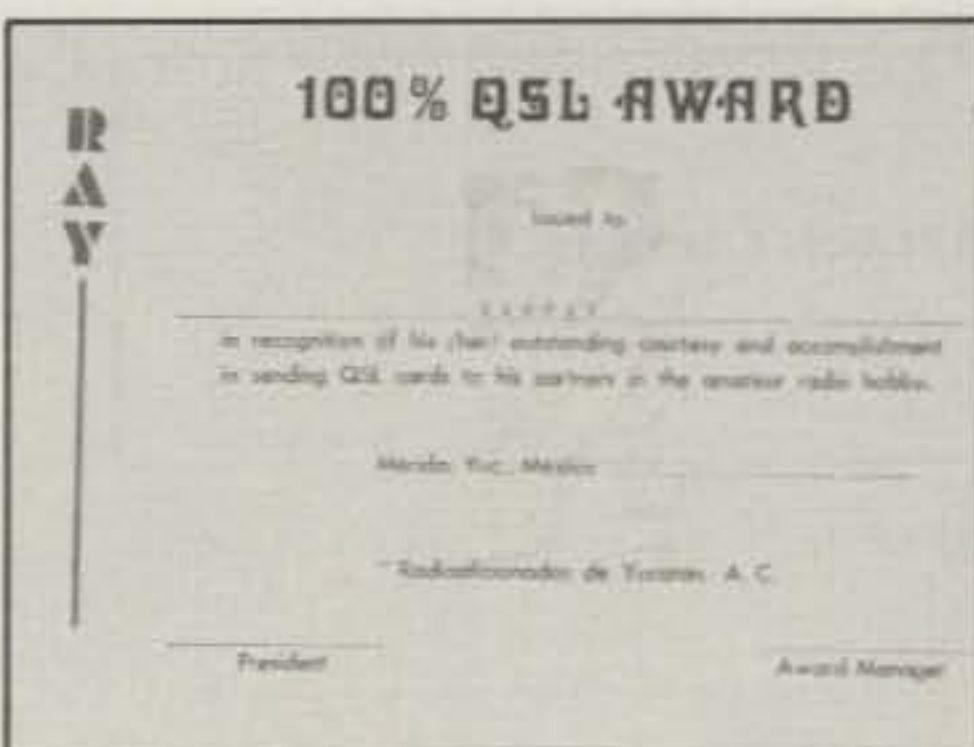 RAY
100% QSL AWARD
issued to
in recognition of his (her) outstanding courtesy and accomplishment
in sending QSL cards to his partners in the amateur radio hobby.
Mérida, Yuc., México
Radioaficionados de Yucatan, A. C.
President
Award Manager